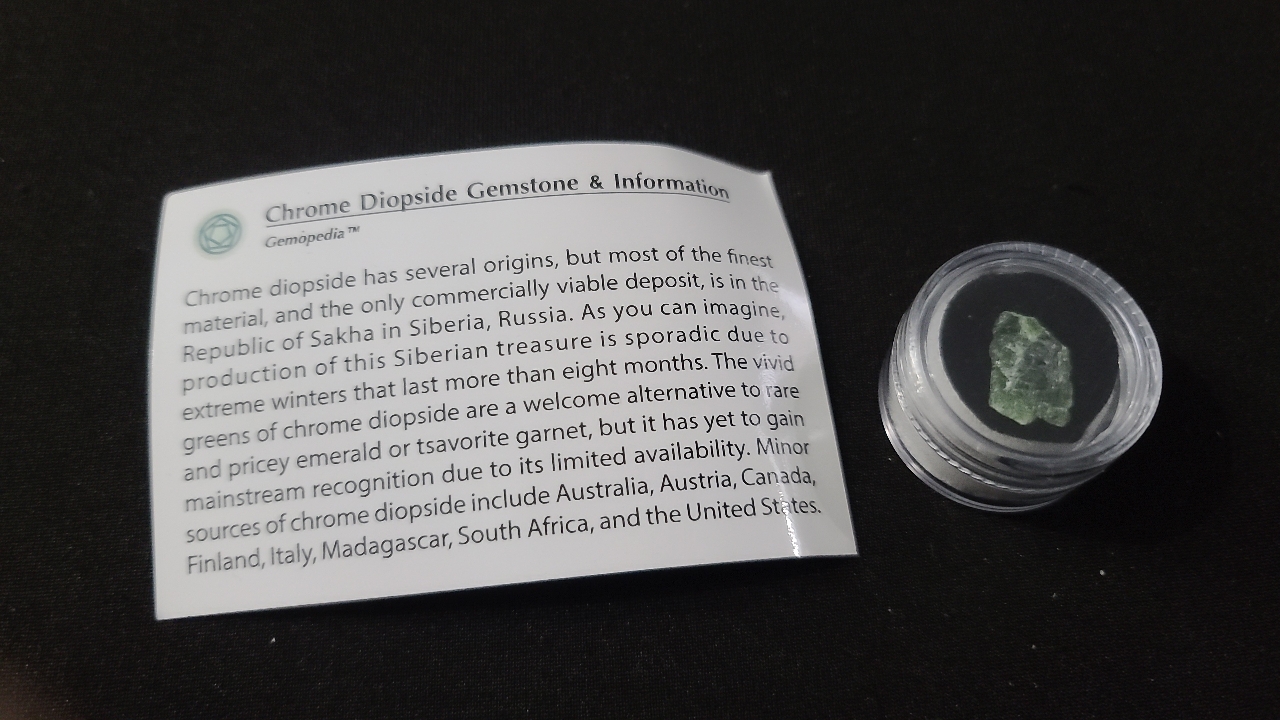 Chrome Diopside Gemstone & Information
Gemopedia™
Chrome diopside has several origins, but most of the finest
material, and the only commercially viable deposit, is in the
Republic of Sakha in Siberia, Russia. As you can imagine,
production of this Siberian treasure is sporadic due to
extreme winters that last more than eight months. The vivid
greens of chrome diopside are a welcome alternative to rare
and pricey emerald or tsavorite garnet, but it has yet to gain
mainstream recognition due to its limited availability. Minor
sources of chrome diopside include Australia, Austria, Canada,
Finland, Italy, Madagascar, South Africa, and the United States.